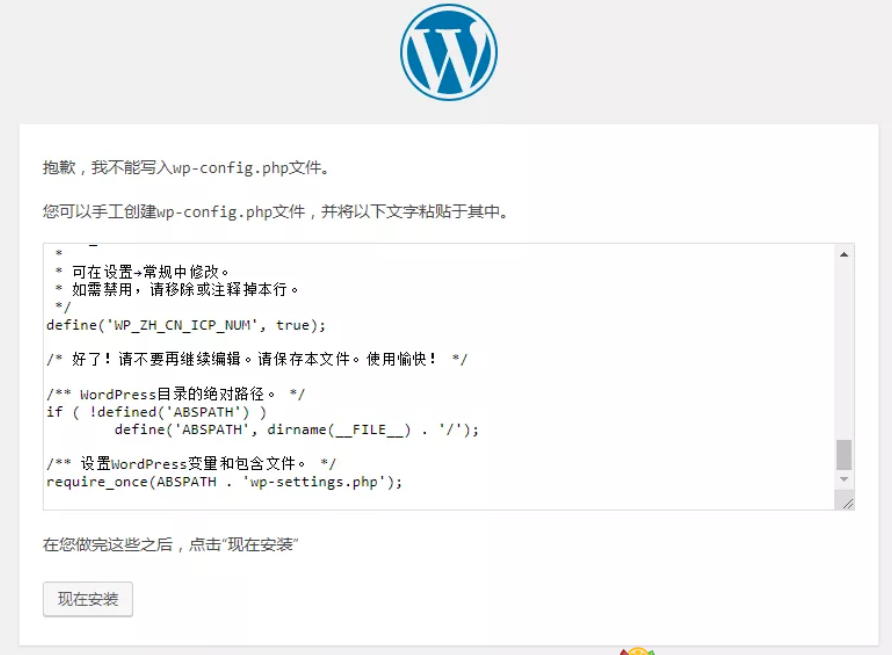 W
抱歉，我不能写入wp-config.php文件。
您可以手工创建wp-config.php文件，并将以下文字粘贴于其中。
*
* 可在设置→常规中修改。
* 如需禁用，请移除或注释掉本行。
*/
define('WP_ZH_CN_ICP_NUM', true);
/* 好了！请不要再继续编辑。请保存本文件。使用愉快！ */
/** WordPress目录的绝对路径。 */
if ( !defined('ABSPATH') )
define('ABSPATH', dirname(__FILE__) . '/');
/** 设置WordPress变量和包含文件。 */
require_once(ABSPATH . 'wp-settings.php');
在您做完这些之后，点击“现在安装”
现在安装